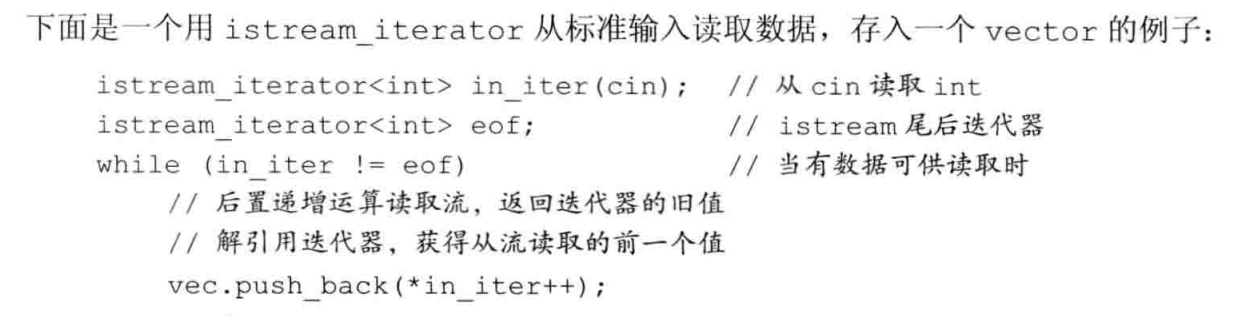 下面是一个用 istream_iterator 从标准输入读取数据，存入一个 vector 的例子：
istream_iterator<int> in_iter(cin); // 从 cin 读取 int
istream_iterator<int> eof; // istream 尾后迭代器
while (in_iter != eof) // 当有数据可供读取时
// 后置递增运算读取流，返回迭代器的旧值
// 解引用迭代器，获得从流读取的前一个值
vec.push_back(*in_iter++);